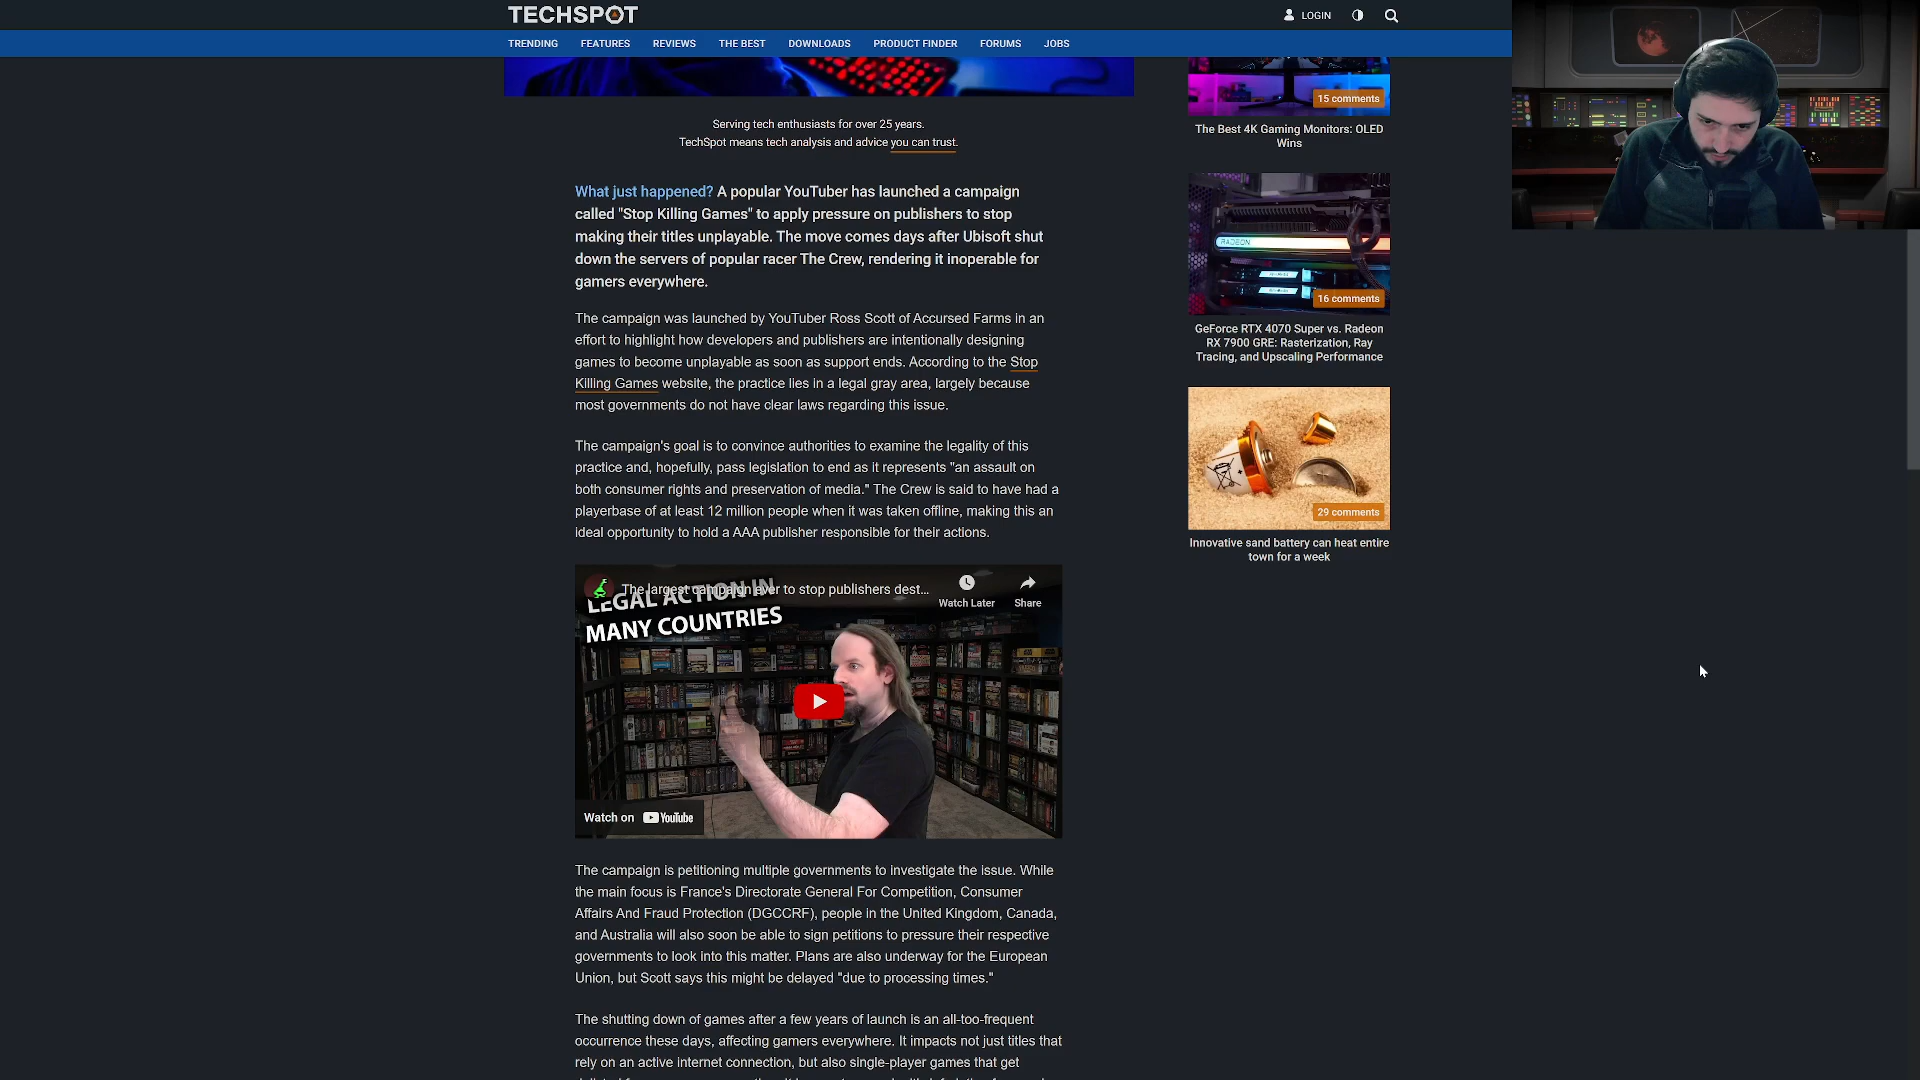 TECHSPOT
LOGIN
TRENDING FEATURES REVIEWS THE BEST DOWNLOADS PRODUCT FINDER FORUMS JOBS
Serving tech enthusiasts for over 25 years.
TechSpot means tech analysis and advice you can trust.
What just happened? A popular YouTuber has launched a campaign
called "Stop Killing Games" to apply pressure on publishers to stop
making their titles unplayable. The move comes days after Ubisoft shut
down the servers of popular racer The Crew, rendering it inoperable for
gamers everywhere.
The campaign was launched by YouTuber Ross Scott of Accursed Farms in an
effort to highlight how developers and publishers are intentionally designing
games to become unplayable as soon as support ends. According to the Stop
Killing Games website, the practice lies in a legal gray area, largely because
most governments do not have clear laws regarding this issue.
The campaign's goal is to convince authorities to examine the legality of this
practice and, hopefully, pass legislation to end as it represents "an assault on
both consumer rights and preservation of media." The Crew is said to have had a
playerbase of at least 12 million people when it was taken offline, making this an
ideal opportunity to hold a AAA publisher responsible for their actions.
The largest campaign ever to stop publishers dest...
Watch Later
Share
LEGAL ACTION IN
MANY COUNTRIES
Watch on YouTube
The campaign is petitioning multiple governments to investigate the issue. While
the main focus is France's Directorate General For Competition, Consumer
Affairs And Fraud Protection (DGCCRF), people in the United Kingdom, Canada,
and Australia will also soon be able to sign petitions to pressure their respective
governments to look into this matter. Plans are also underway for the European
Union, but Scott says this might be delayed "due to processing times."
The shutting down of games after a few years of launch is an all-too-frequent
occurrence these days, affecting gamers everywhere. It impacts not just titles that
rely on an active internet connection, but also single-player games that get
15 comments
The Best 4K Gaming Monitors: OLED
Wins
RADEON
16 comments
GeForce RTX 4070 Super vs. Radeon
RX 7900 GRE: Rasterization, Ray
Tracing, and Upscaling Performance
29 comments
Innovative sand battery can heat entire
town for a week